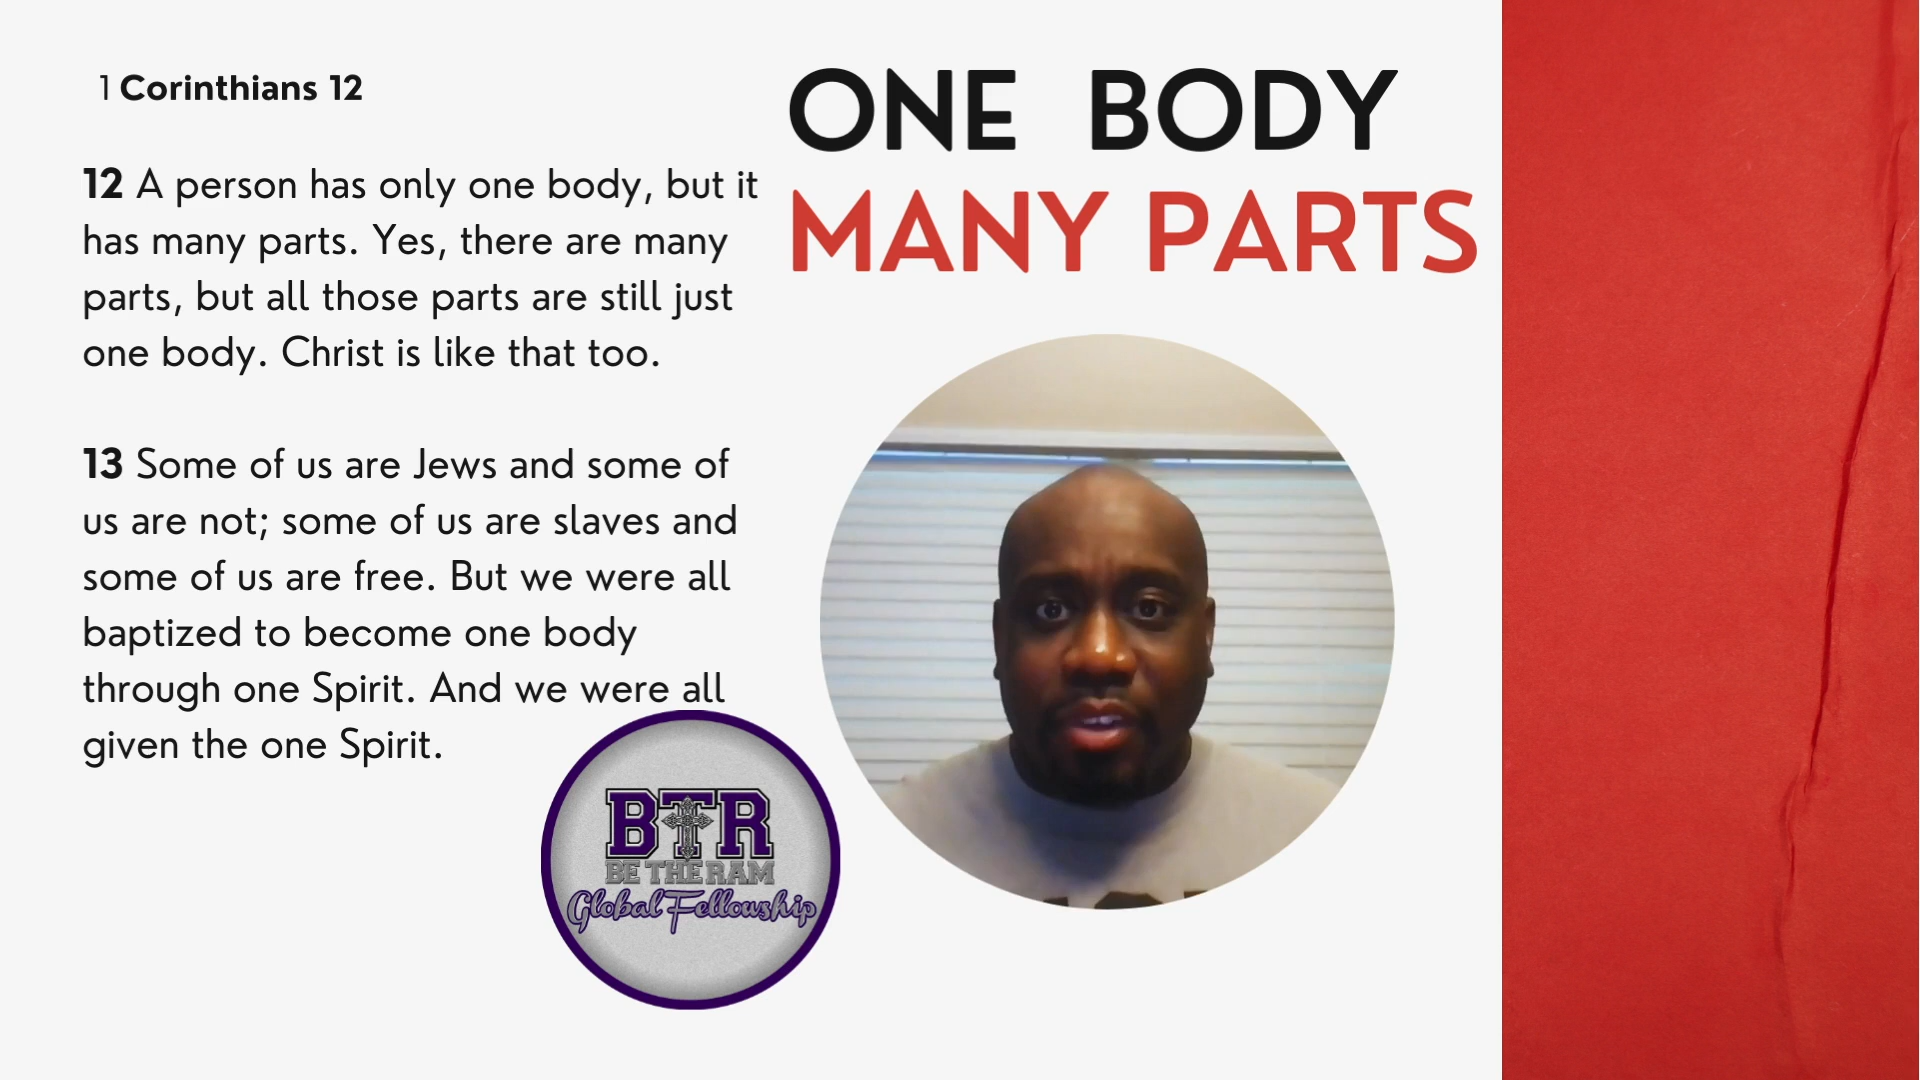 1 Corinthians 12
12 A person has only one body, but it
has many parts. Yes, there are many
parts, but all those parts are still just
one body. Christ is like that too.
13 Some of us are Jews and some of
us are not; some of us are slaves and
some of us are free. But we were all
baptized to become one body
through one Spirit. And we were all
given the one Spirit.
ONE BODY
MANY PARTS
BTR
BE THE RAM
Global Fellowship